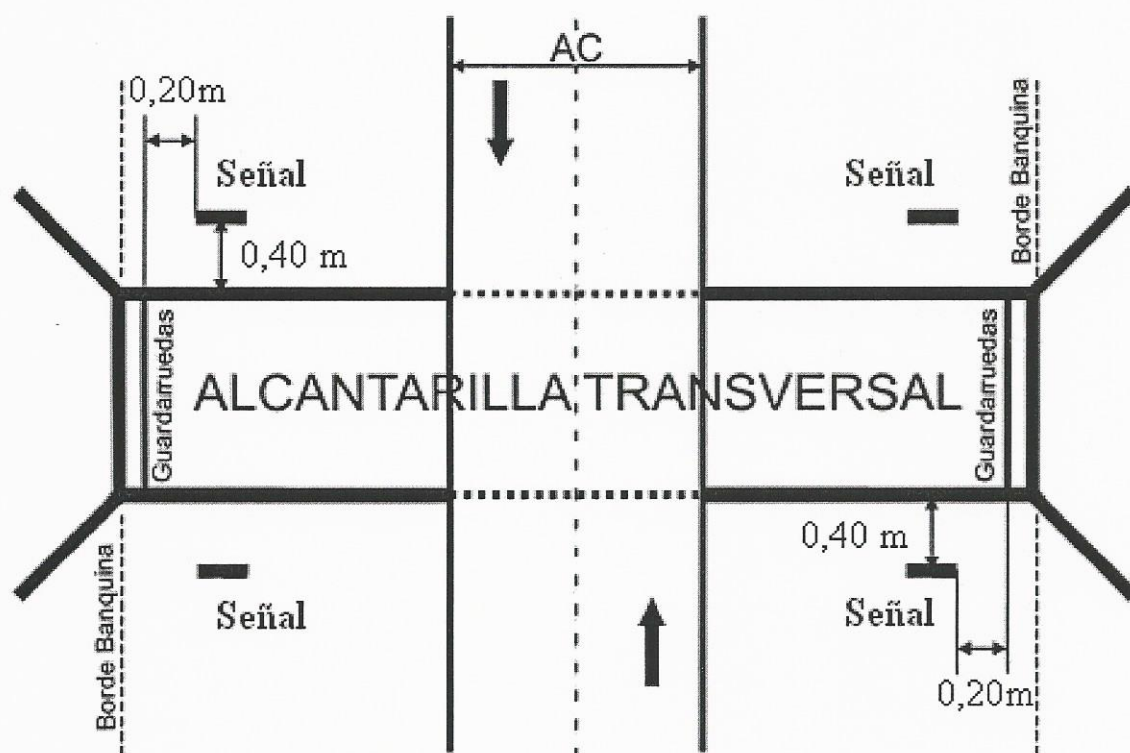 AC
0,20m
Señal
Señal
Borde Banquina
0,40 m
Guardarruedas
ALCANTARILLA TRANSVERSAL
Guardarruedas
0,40 m
Borde Banquina
Señal
Señal
0,20m